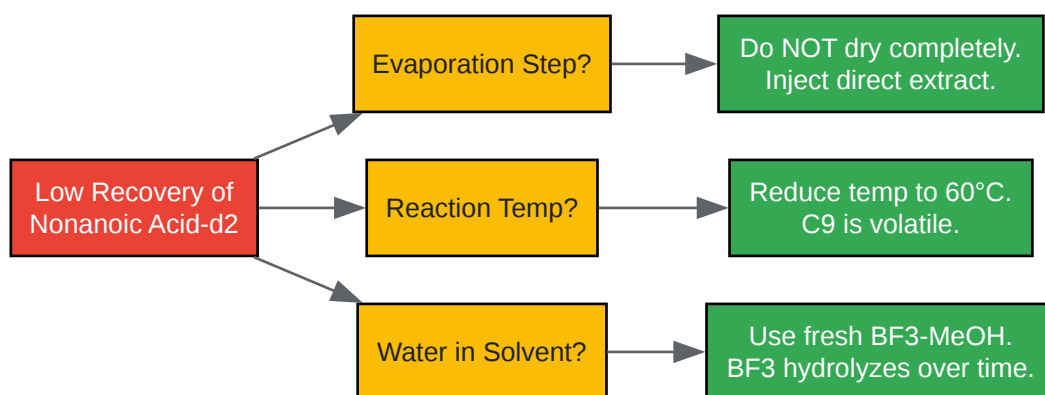 Low Recovery of
Nonanoic Acid-d2
Evaporation Step?
Do NOT dry completely.
Inject direct extract.
Reaction Temp?
Reduce temp to 60°C.
C9 is volatile.
Water in Solvent?
Use fresh BF3-MeOH.
BF3 hydrolyzes over time.